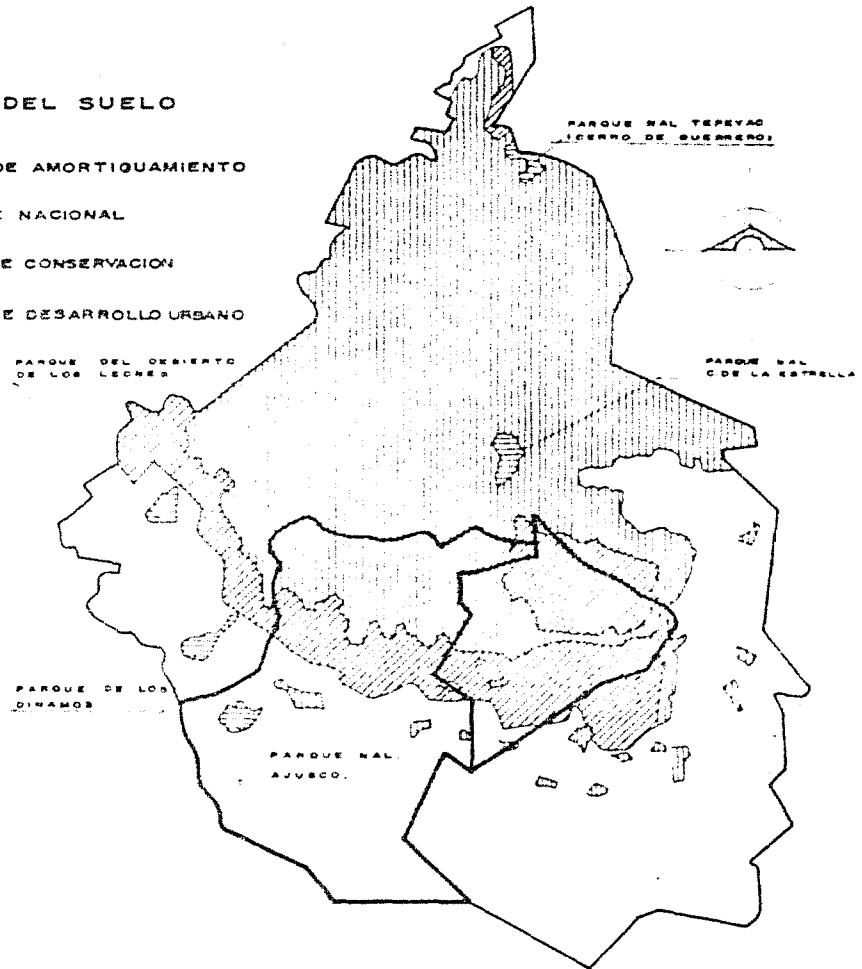 DEL SUELO
DE AMORTIGUAMIENTO
NACIONAL
E CONSERVACION
E DESARROLLO URBANO
PARQUE NAL TEPEYAC
(CERRO DE GUERRERO)
PARQUE DEL DESIERTO
DE LOS LEONES
PARQUE NAL
C.DE LA ESTRELLA
PARQUE DE LOS
DINAMOS
PARQUE NAL.
AJUSCO.